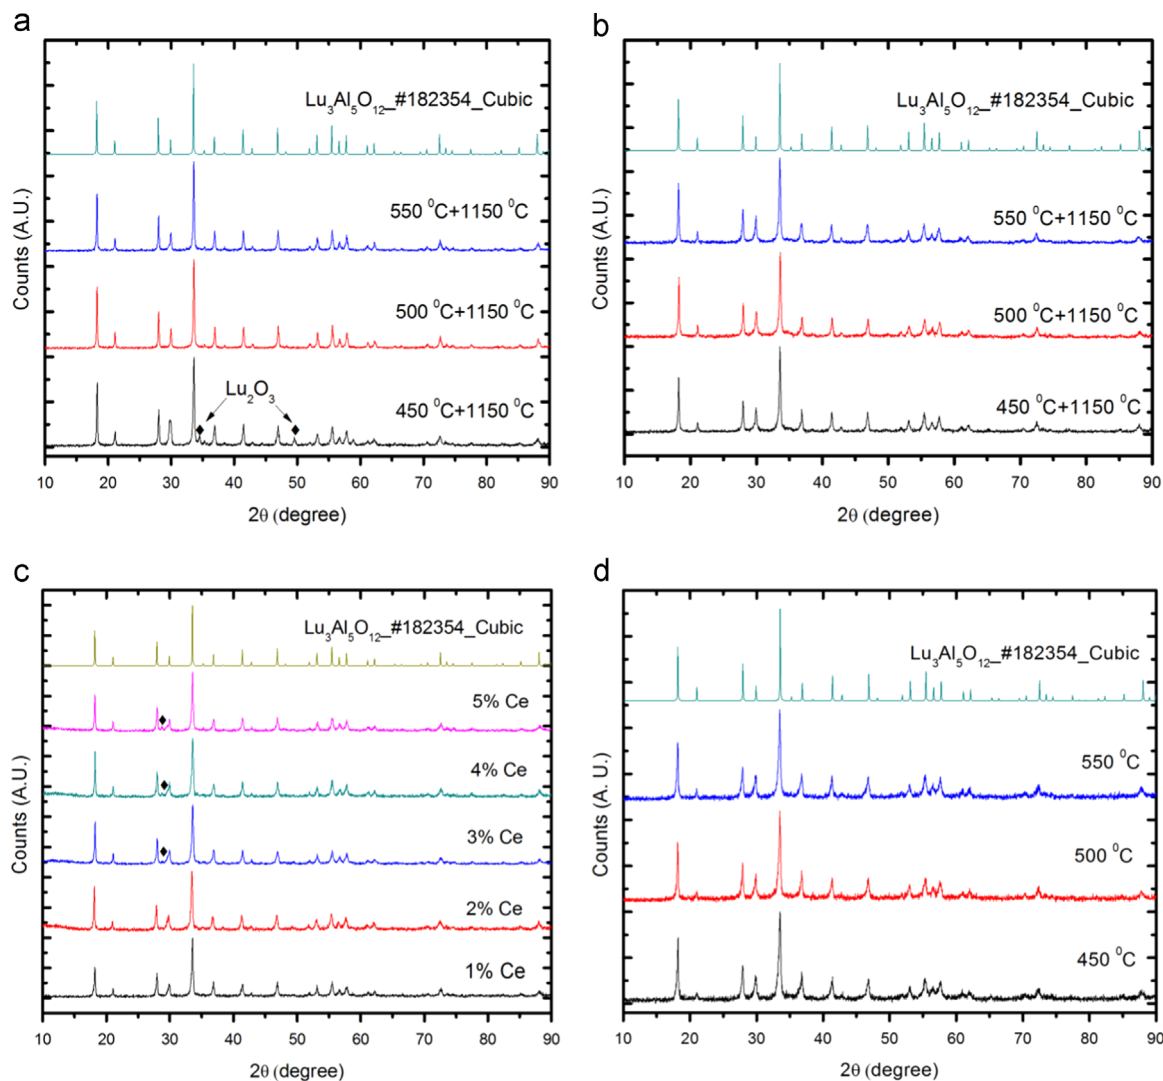 a
Lu3Al5O12_#182354_Cubic
550 ⁰C+1150 ⁰C
500 ⁰C+1150 ⁰C
Lu2O3
450 ⁰C+1150 ⁰C
Counts (A.U.)
10 20 30 40 50 60 70 80 90
2θ (degree)
b
Lu3Al5O12_#182354_Cubic
550 ⁰C+1150 ⁰C
500 ⁰C+1150 ⁰C
450 ⁰C+1150 ⁰C
Counts (A.U.)
10 20 30 40 50 60 70 80 90
2θ (degree)
c
Lu3Al5O12_#182354_Cubic
5% Ce
4% Ce
3% Ce
2% Ce
1% Ce
Counts (A.U.)
10 20 30 40 50 60 70 80 90
2θ (degree)
d
Lu3Al5O12_#182354_Cubic
550 ⁰C
500 ⁰C
450 ⁰C
Counts (A. U.)
10 20 30 40 50 60 70 80 90
2θ (degree)